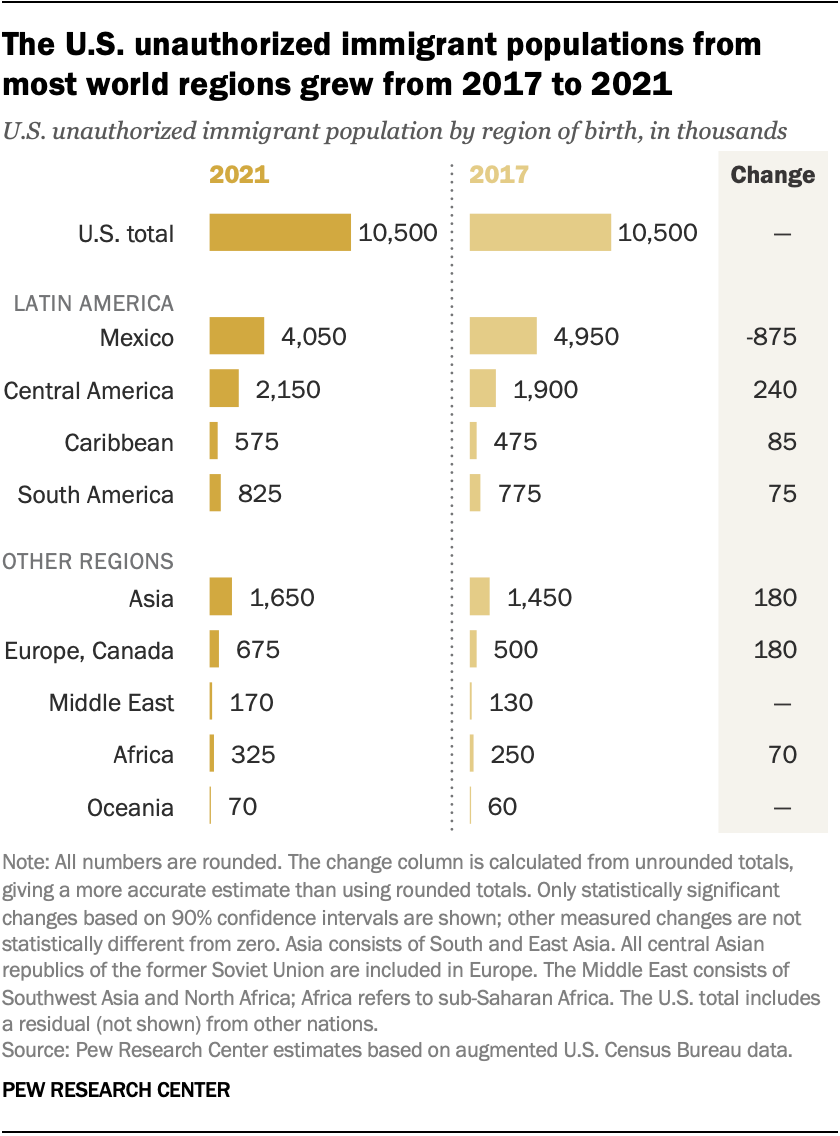 The U.S. unauthorized immigrant populations from
most world regions grew from 2017 to 2021
U.S. unauthorized immigrant population by region of birth, in thousands
2021 2017 Change
U.S. total 10,500 10,500 —
LATIN AMERICA
Mexico 4,050 4,950 -875
Central America 2,150 1,900 240
Caribbean 575 475 85
South America 825 775 75
OTHER REGIONS
Asia 1,650 1,450 180
Europe, Canada 675 500 180
Middle East 170 130 —
Africa 325 250 70
Oceania 70 60 —
Note: All numbers are rounded. The change column is calculated from unrounded totals,
giving a more accurate estimate than using rounded totals. Only statistically significant
changes based on 90% confidence intervals are shown; other measured changes are not
statistically different from zero. Asia consists of South and East Asia. All central Asian
republics of the former Soviet Union are included in Europe. The Middle East consists of
Southwest Asia and North Africa; Africa refers to sub-Saharan Africa. The U.S. total includes
a residual (not shown) from other nations.
Source: Pew Research Center estimates based on augmented U.S. Census Bureau data.
PEW RESEARCH CENTER